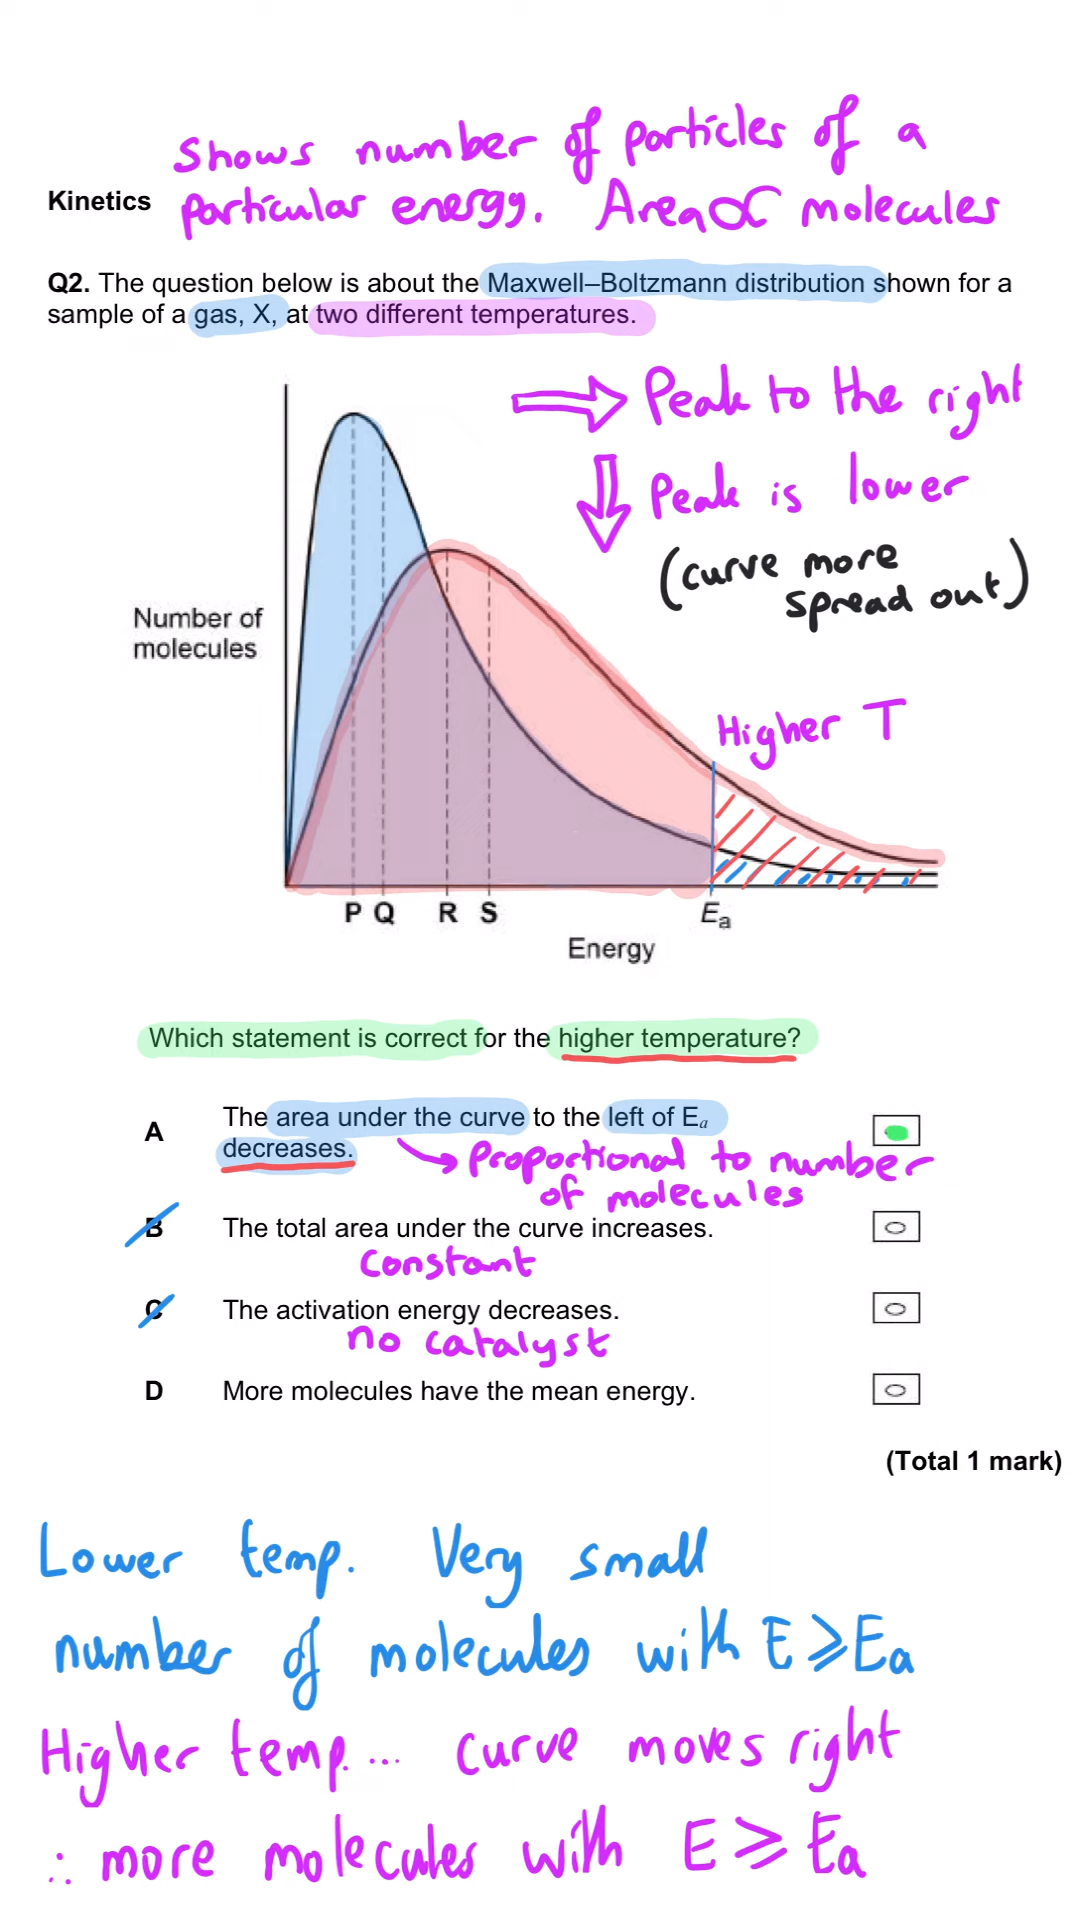 Shows number of particles of a
Kinetics particular energy. Area ∝ molecules
Q2. The question below is about the Maxwell–Boltzmann distribution shown for a
sample of a gas, X, at two different temperatures.
⇒ Peak to the right
⇓ Peak is lower
(curve more
spread out)
Number of
molecules
Higher T
P Q R S Ea
Energy
Which statement is correct for the higher temperature?
A The area under the curve to the left of Ea
decreases.
→ Proportional to number
of molecules
B The total area under the curve increases.
Constant
C The activation energy decreases.
no catalyst
D More molecules have the mean energy.
(Total 1 mark)
Lower temp. Very small
number of molecules with E ⩾ Ea
Higher temp... curve moves right
∴ more molecules with E ⩾ Ea